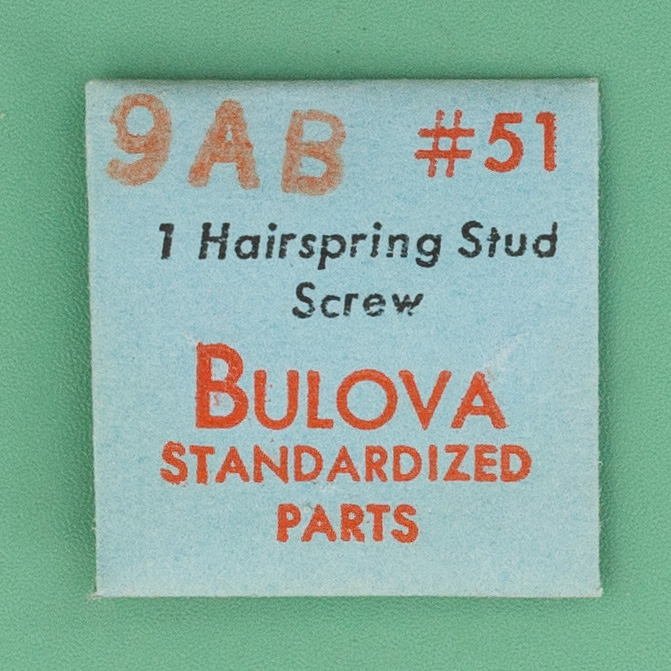 9AB #51
1 Hairspring Stud
Screw
BULOVA
STANDARDIZED
PARTS